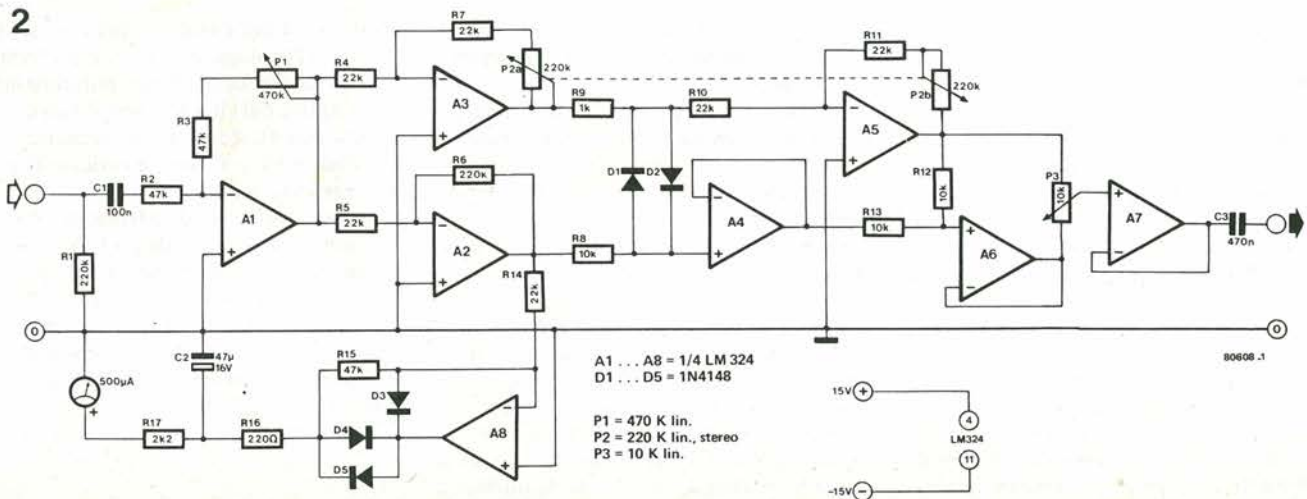 2
R7
22k
P2a
220k
R11
22k
P2b
220k
P1
470k
R4
22k
A3
R9
1k
R10
22k
A5
R3
47k
R6
220k
D1
D2
R12
10k
P3
10k
C1
100n
R2
47k
A1
R5
22k
A2
R8
10k
A4
R13
10k
A6
A7
C3
470n
R1
220k
R14
22k
0
0
C2
47µ
16V
500µA
+
R15
47k
D3
D4
D5
A8
R17
2k2
R16
220Ω
A1 . . . A8 = 1/4 LM 324
D1 . . . D5 = 1N4148
P1 = 470 K lin.
P2 = 220 K lin., stereo
P3 = 10 K lin.
80608 -1
15V +
4
LM324
11
-15V −